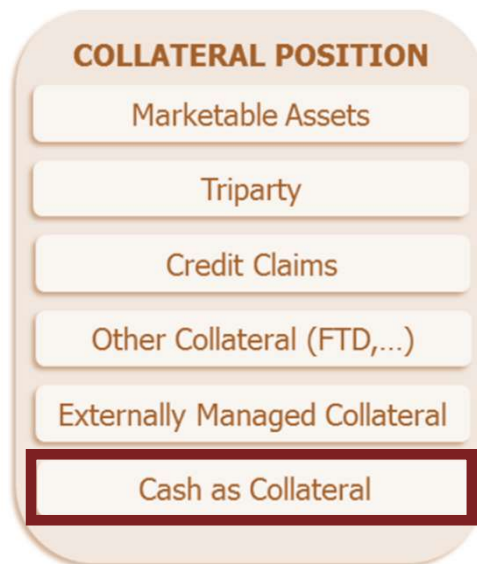 COLLATERAL POSITION
Marketable Assets
Triparty
Credit Claims
Other Collateral (FTD,...)
Externally Managed Collateral
Cash as Collateral